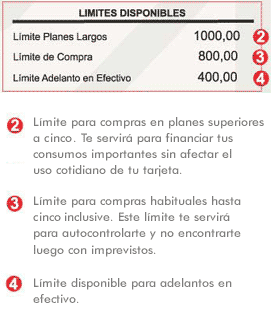 LIMITES DISPONIBLES
Límite Planes Largos 1000,00 2
Límite de Compra 800,00 3
Límite Adelanto en Efectivo 400,00 4
2 Límite para compras en planes superiores
a cinco. Te servirá para financiar tus
consumos importantes sin afectar el
uso cotidiano de tu tarjeta.
3 Límite para compras habituales hasta
cinco inclusive. Este límite te servirá
para autocontrolarte y no encontrarte
luego con imprevistos.
4 Límite disponible para adelantos en
efectivo.